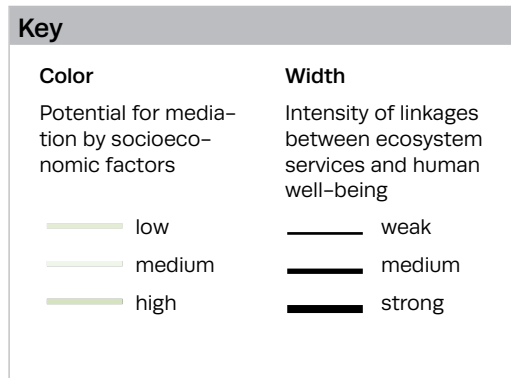 Key
Color
Potential for media–
tion by socioeco–
nomic factors
low
medium
high
Width
Intensity of linkages
between ecosystem
services and human
well–being
weak
medium
strong